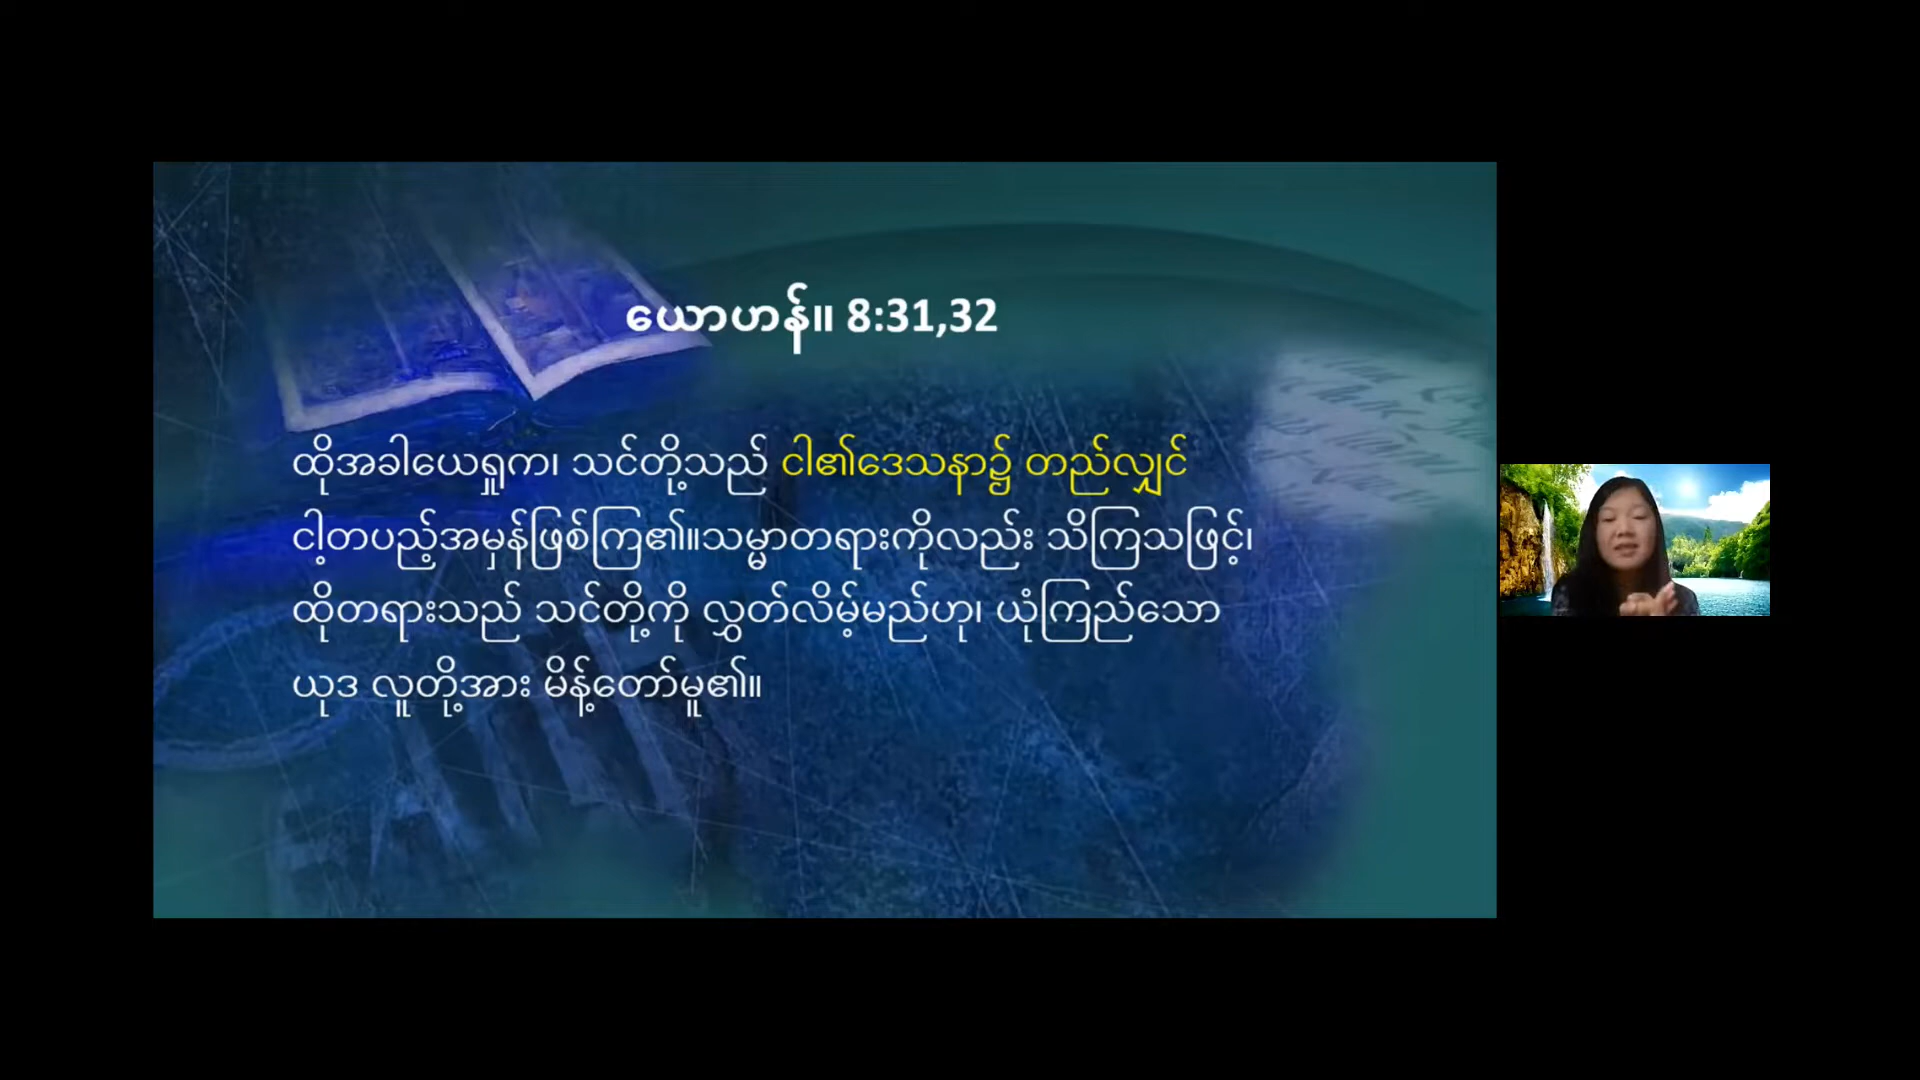 ယောဟန်။ 8:31,32
ထိုအခါယေရှုက၊ သင်တို့သည် ငါ၏ဒေသနာ၌ တည်လျှင်
ငါ့တပည့်အမှန်ဖြစ်ကြ၏။သမ္မာတရားကိုလည်း သိကြသဖြင့်၊
ထိုတရားသည် သင်တို့ကို လွှတ်လိမ့်မည်ဟု၊ ယုံကြည်သော
ယုဒ လူတို့အား မိန့်တော်မူ၏။